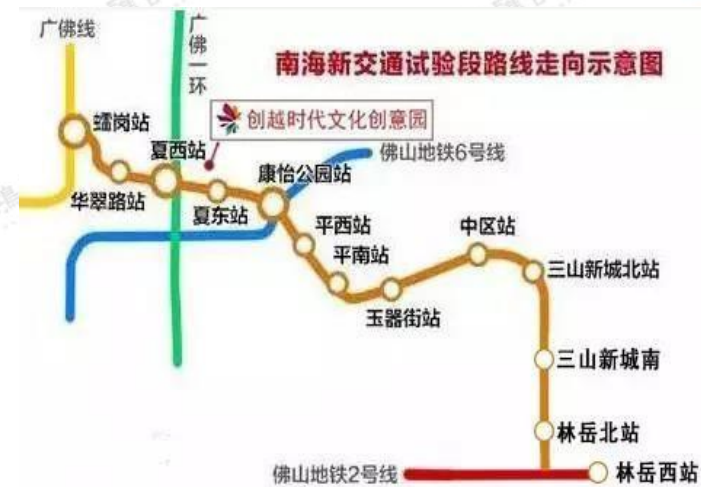 广佛线
广佛一环
南海新交通试验段路线走向示意图
蠕岗站
创越时代文化创意园
夏西站
佛山地铁6号线
华翠路站
夏东站
康怡公园站
平西站
中区站
平南站
三山新城北站
玉器街站
三山新城南
林岳北站
佛山地铁2号线
林岳西站